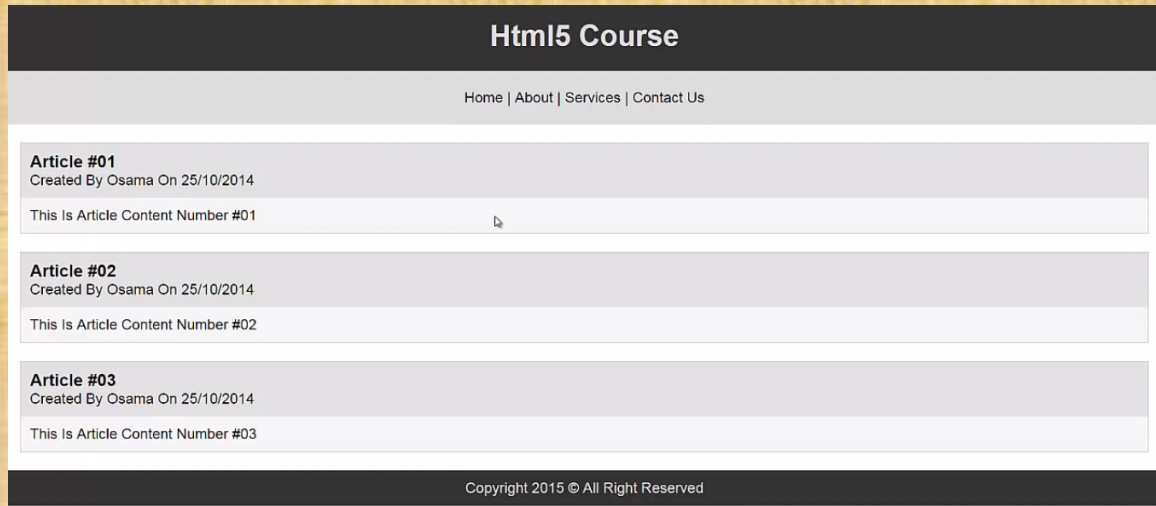 Html5 Course
Home | About | Services | Contact Us
Article #01
Created By Osama On 25/10/2014
This Is Article Content Number #01
Article #02
Created By Osama On 25/10/2014
This Is Article Content Number #02
Article #03
Created By Osama On 25/10/2014
This Is Article Content Number #03
Copyright 2015 © All Right Reserved